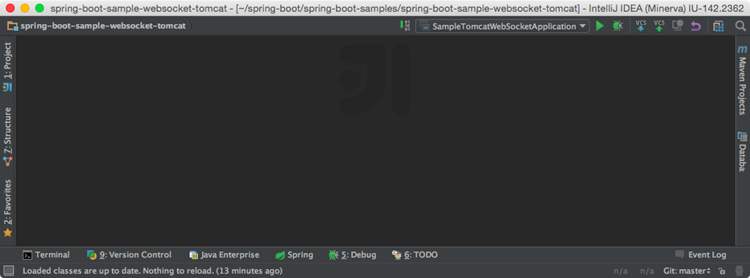 spring-boot-sample-websocket-tomcat - [~/spring-boot/spring-boot-samples/spring-boot-sample-websocket-tomcat] - IntelliJ IDEA (Minerva) IU-142.2362
spring-boot-sample-websocket-tomcat
SampleTomcatWebSocketApplication
VCS
VCS
1: Project
Z: Structure
2: Favorites
m
Maven Projects
Databa:
Terminal
9: Version Control
Java Enterprise
Spring
5: Debug
6: TODO
Event Log
Loaded classes are up to date. Nothing to reload. (13 minutes ago)
n/a
n/a
Git: master